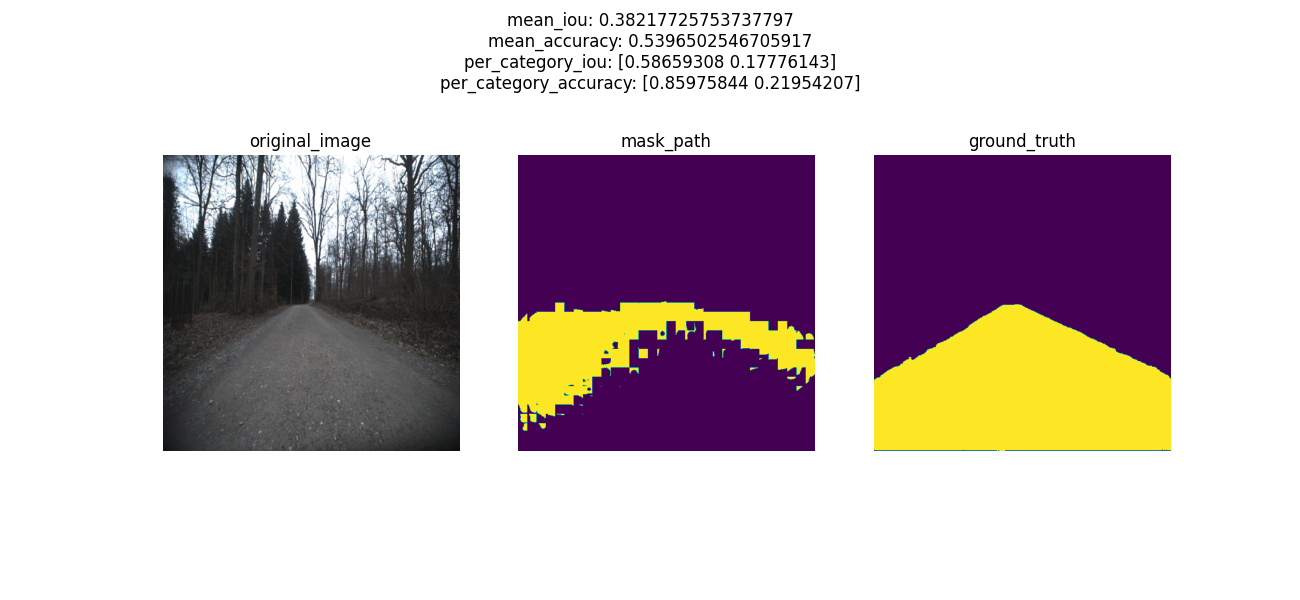 mean_iou: 0.38217725753737797
mean_accuracy: 0.5396502546705917
per_category_iou: [0.58659308 0.17776143]
per_category_accuracy: [0.85975844 0.21954207]
original_image
mask_path
ground_truth